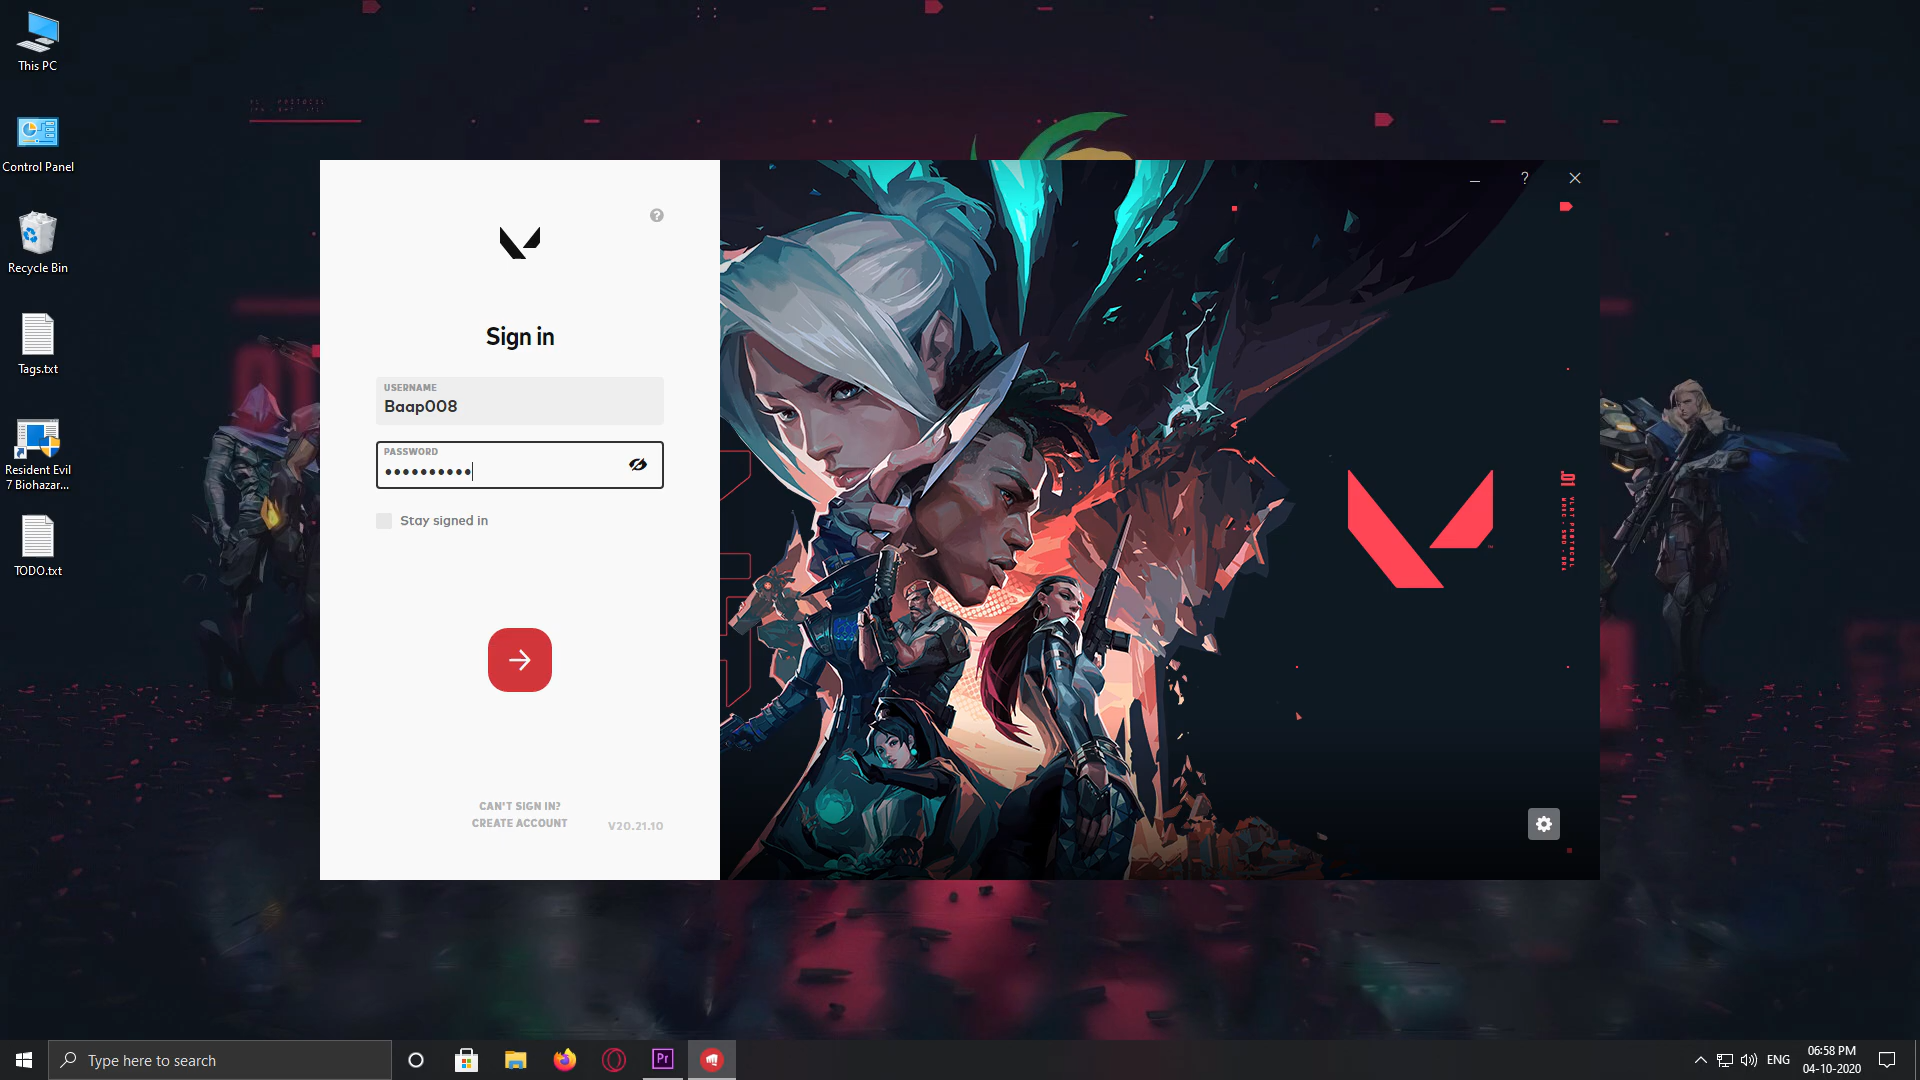 This PC
Control Panel
Recycle Bin
Tags.txt
Resident Evil
7 Biohazar...
TODO.txt
Sign in
USERNAME
Baap008
PASSWORD
••••••••••
Stay signed in
CAN'T SIGN IN?
CREATE ACCOUNT
V20.21.10
?
Type here to search
Pr
ENG
06:58 PM
04-10-2020